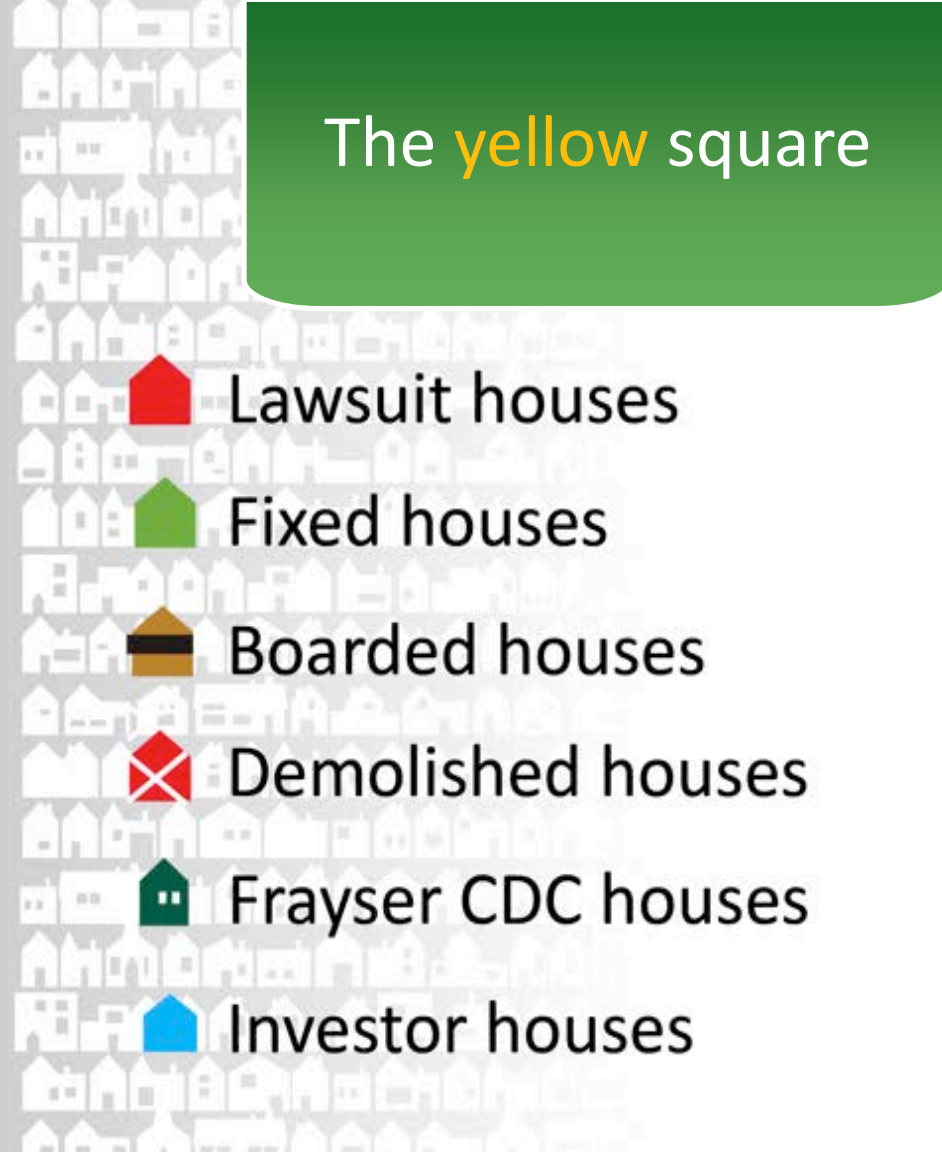 The yellow square
Lawsuit houses
Fixed houses
Boarded houses
Demolished houses
Frayser CDC houses
Investor houses